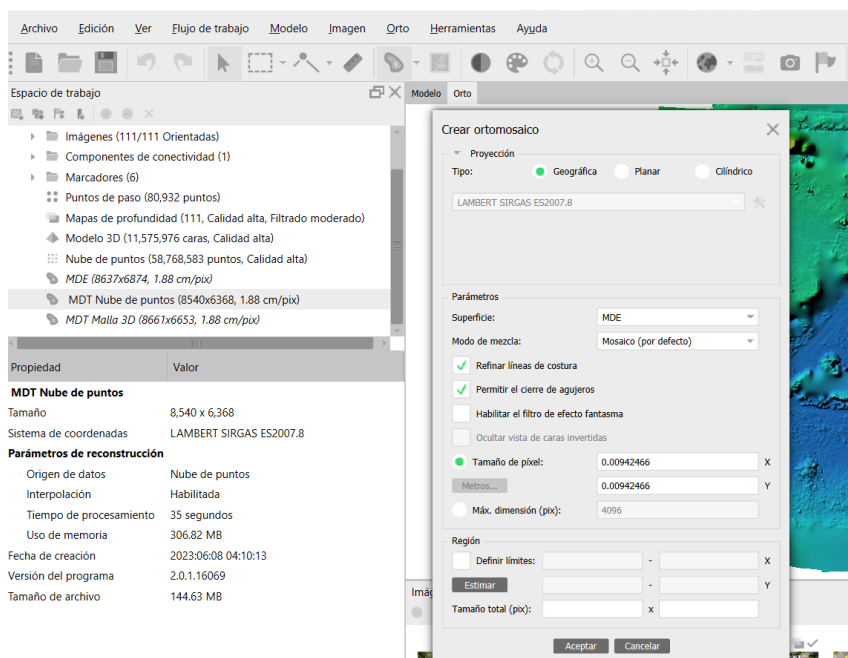 Archivo Edición Ver Flujo de trabajo Modelo Imagen Orto Herramientas Ayuda
Espacio de trabajo
Imágenes (111/111 Orientadas)
Componentes de conectividad (1)
Marcadores (6)
Puntos de paso (80,932 puntos)
Mapas de profundidad (111, Calidad alta, Filtrado moderado)
Modelo 3D (11,575,976 caras, Calidad alta)
Nube de puntos (58,768,583 puntos, Calidad alta)
MDE (8637x6874, 1.88 cm/pix)
MDT Nube de puntos (8540x6368, 1.88 cm/pix)
MDT Malla 3D (8661x6653, 1.88 cm/pix)
Propiedad Valor
MDT Nube de puntos
Tamaño 8,540 x 6,368
Sistema de coordenadas LAMBERT SIRGAS ES2007.8
Parámetros de reconstrucción
Origen de datos Nube de puntos
Interpolación Habilitada
Tiempo de procesamiento 35 segundos
Uso de memoria 306.82 MB
Fecha de creación 2023:06:08 04:10:13
Versión del programa 2.0.1.16069
Tamaño de archivo 144.63 MB
Modelo Orto
Crear ortomosaico
Proyección
Tipo: Geográfica Planar Cilíndrico
LAMBERT SIRGAS ES2007.8
Parámetros
Superficie: MDE
Modo de mezcla: Mosaico (por defecto)
Refinar líneas de costura
Permitir el cierre de agujeros
Habilitar el filtro de efecto fantasma
Ocultar vista de caras invertidas
Tamaño de píxel: 0.00942466 X
Metros... 0.00942466 Y
Máx. dimensión (pix): 4096
Región
Definir límites: - X
Estimar - Y
Tamaño total (pix): x
Aceptar Cancelar